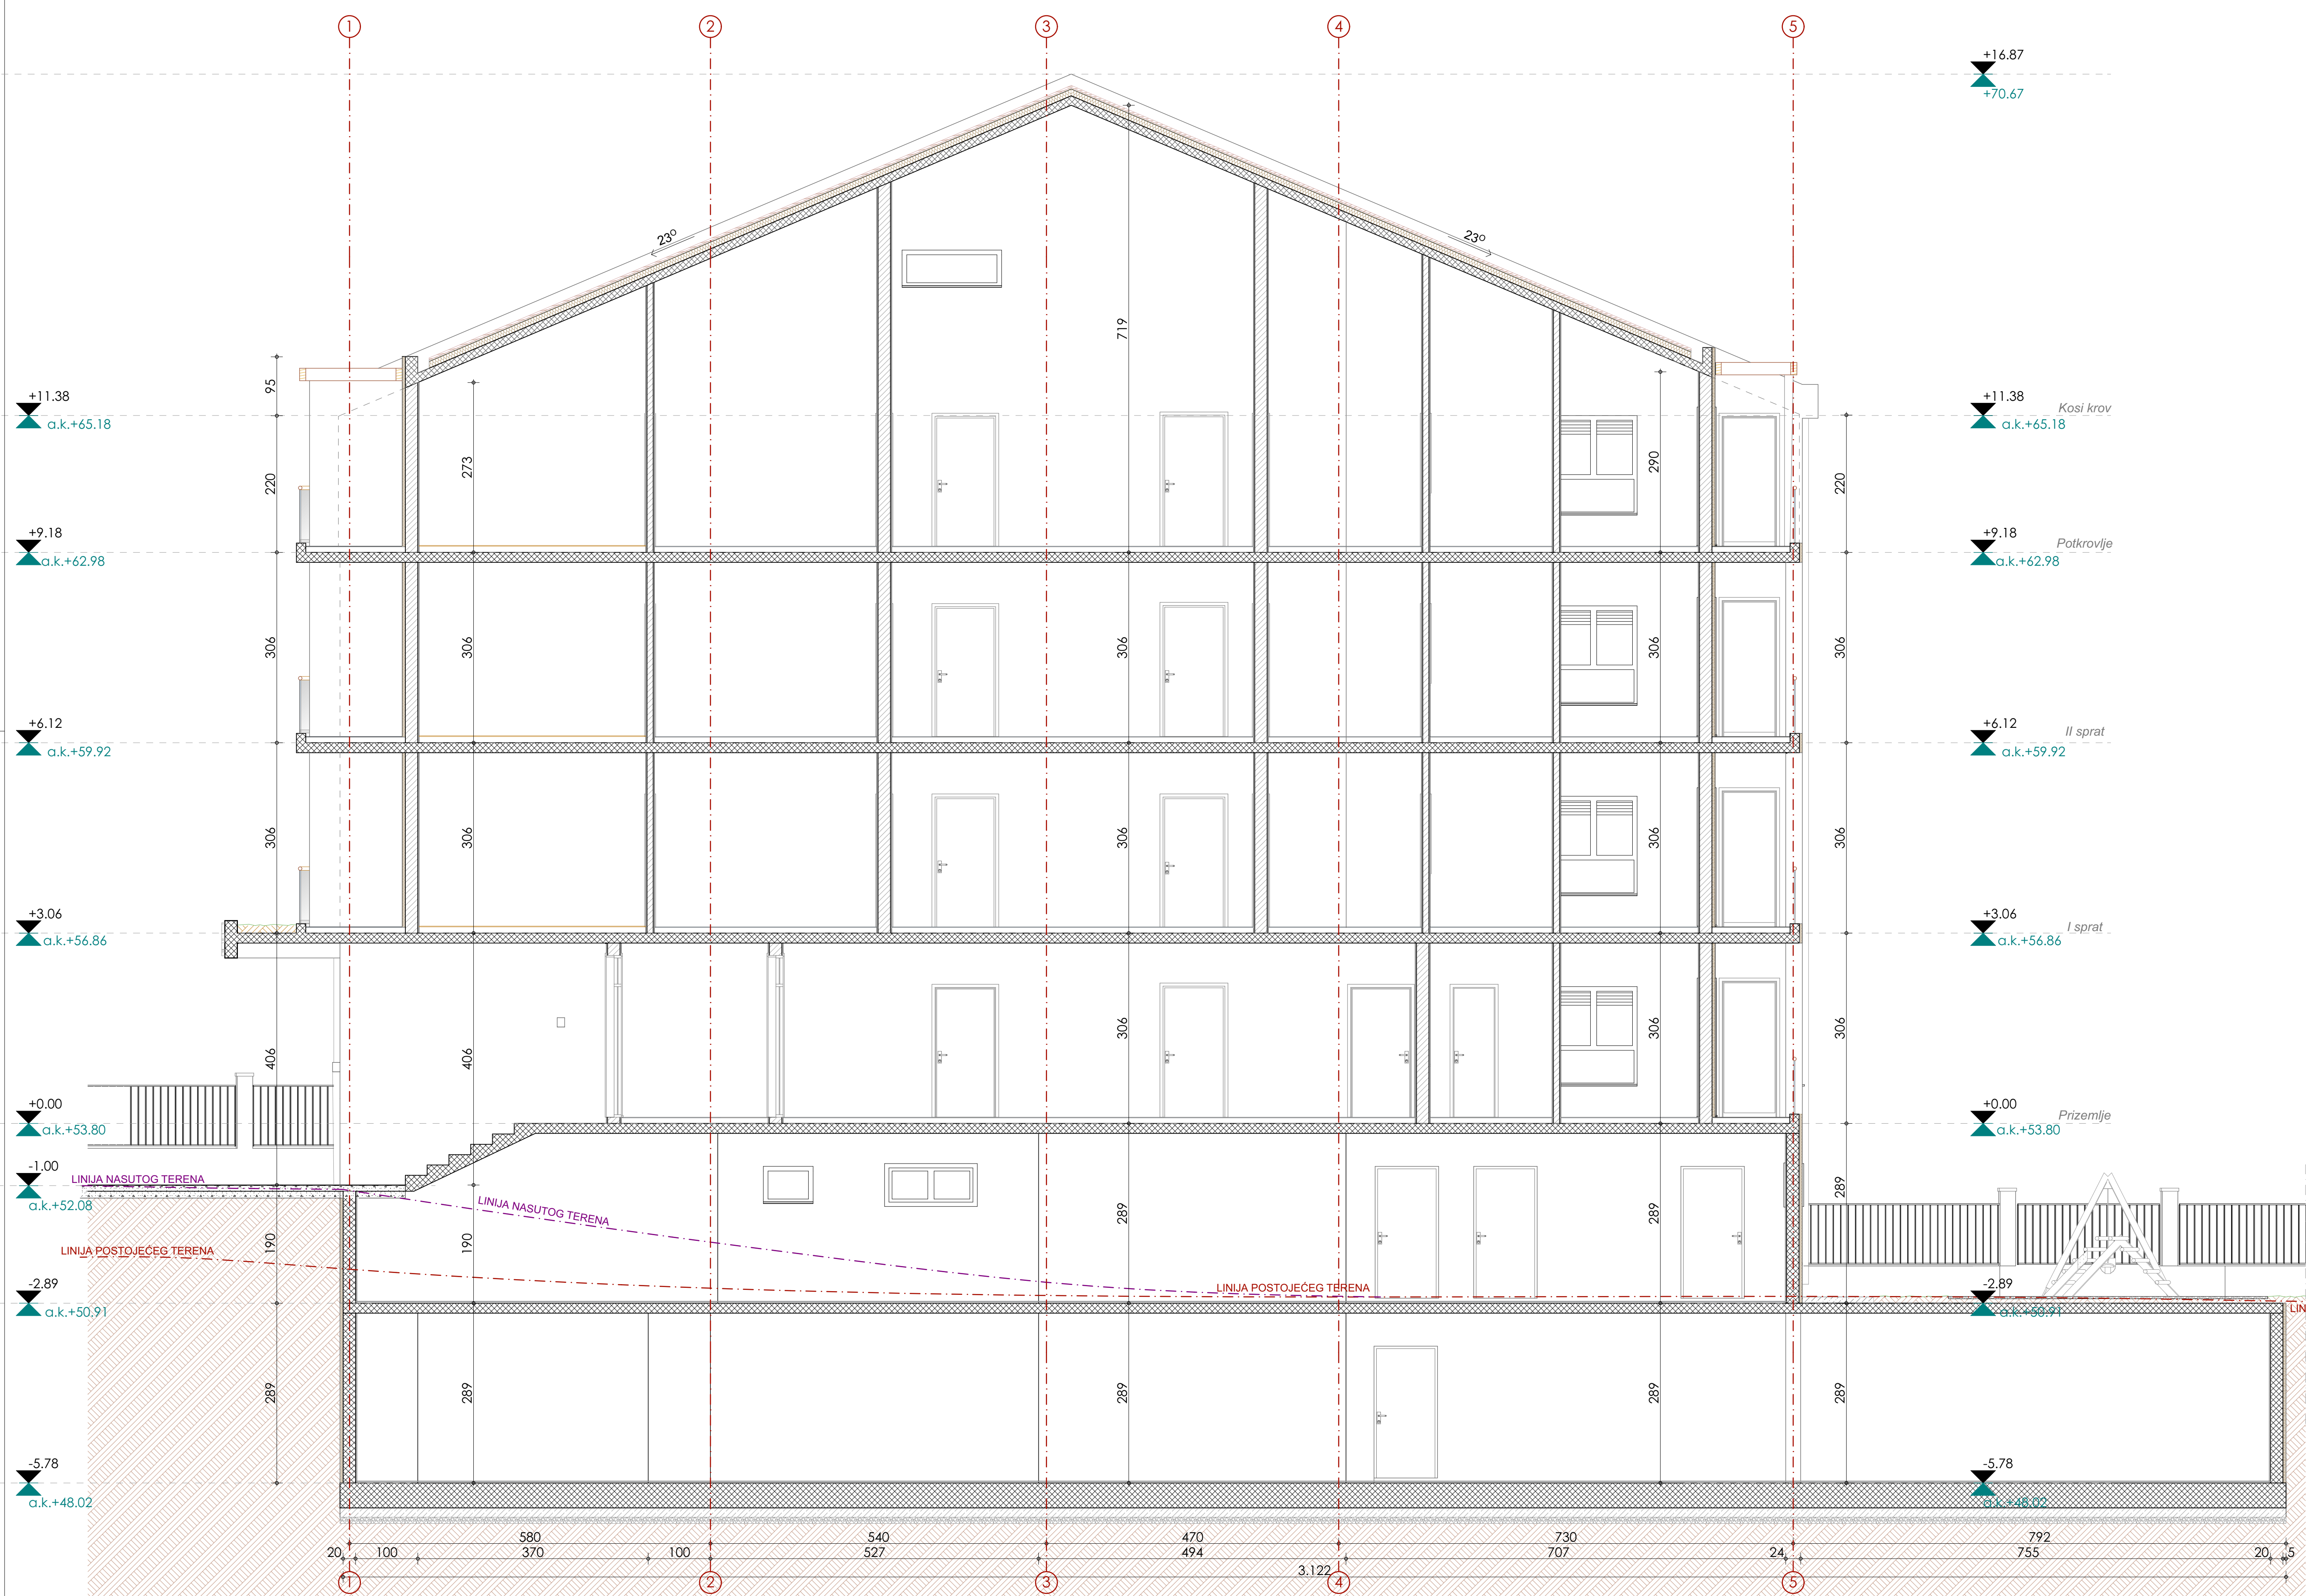 1 2 3 4 5
+16.87
+70.67
23° 23°
719
95
+11.38 +11.38 Kosi krov
a.k.+65.18 a.k.+65.18
220 273 290 220
+9.18 +9.18 Potkrovlje
a.k.+62.98 a.k.+62.98
306 306 306 306 306
+6.12 +6.12 II sprat
a.k.+59.92 a.k.+59.92
306 306 306 306 306
+3.06 +3.06 I sprat
a.k.+56.86 a.k.+56.86
406 406 306 306 306
+0.00 +0.00 Prizemlje
a.k.+53.80 a.k.+53.80
-1.00
LINIJA NASUTOG TERENA
a.k.+52.08
LINIJA NASUTOG TERENA
289 289 289
190 190
LINIJA POSTOJEĆEG TERENA
LINIJA POSTOJEĆEG TERENA
-2.89 -2.89
a.k.+50.91 a.k.+50.91
LIN
289 289 289 289 289
-5.78 -5.78
a.k.+48.02 a.k.+48.02
580 540 470 730 792
20 100 370 100 527 494 707 24 755 20 5
3.122
1 2 3 4 5